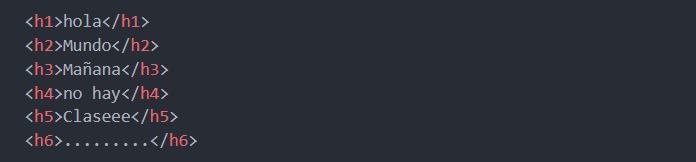 <h1>hola</h1>
<h2>Mundo</h2>
<h3>Mañana</h3>
<h4>no hay</h4>
<h5>Claseee</h5>
<h6>.........</h6>